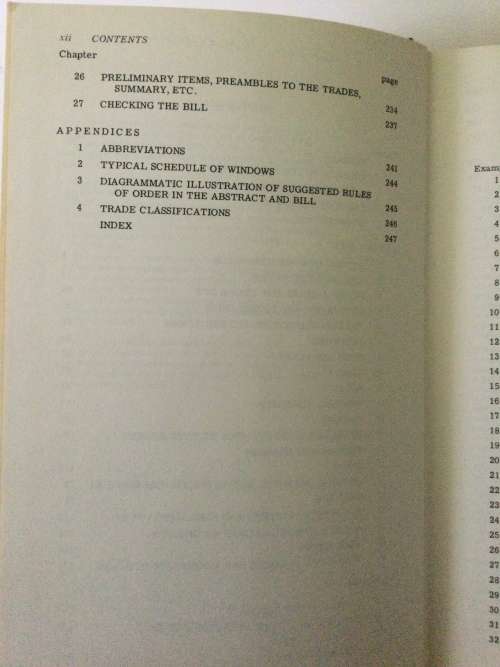 xii CONTENTS
Chapter
page
26 PRELIMINARY ITEMS, PREAMBLES TO THE TRADES,
SUMMARY, ETC. 234
27 CHECKING THE BILL 237
APPENDICES
1 ABBREVIATIONS 241
2 TYPICAL SCHEDULE OF WINDOWS 244
3 DIAGRAMMATIC ILLUSTRATION OF SUGGESTED RULES
OF ORDER IN THE ABSTRACT AND BILL 245
4 TRADE CLASSIFICATIONS 246
INDEX 247
Exam
1
2
3
4
5
6
7
8
9
10
11
12
13
14
15
16
17
18
19
20
21
22
23
24
25
26
27
28
29
30
31
32